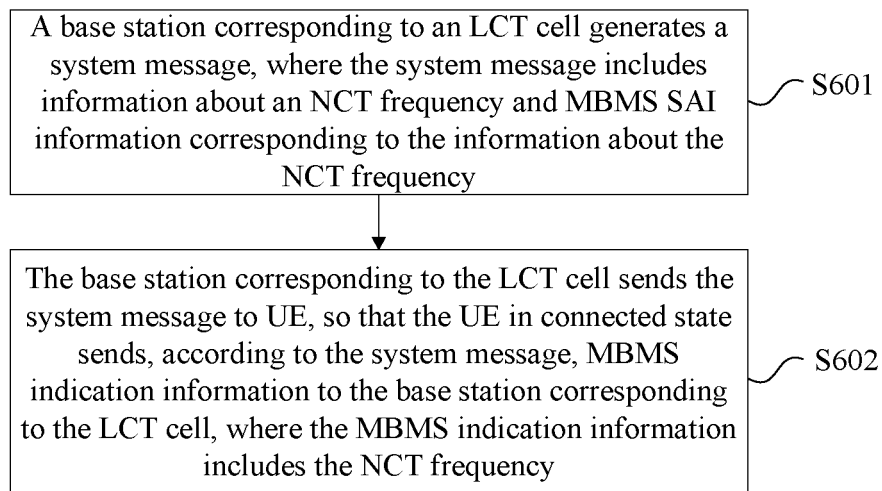 A base station corresponding to an LCT cell generates a
system message, where the system message includes
information about an NCT frequency and MBMS SAI
information corresponding to the information about the
NCT frequency
S601
The base station corresponding to the LCT cell sends the
system message to UE, so that the UE in connected state
sends, according to the system message, MBMS
indication information to the base station corresponding
to the LCT cell, where the MBMS indication information
includes the NCT frequency
S602